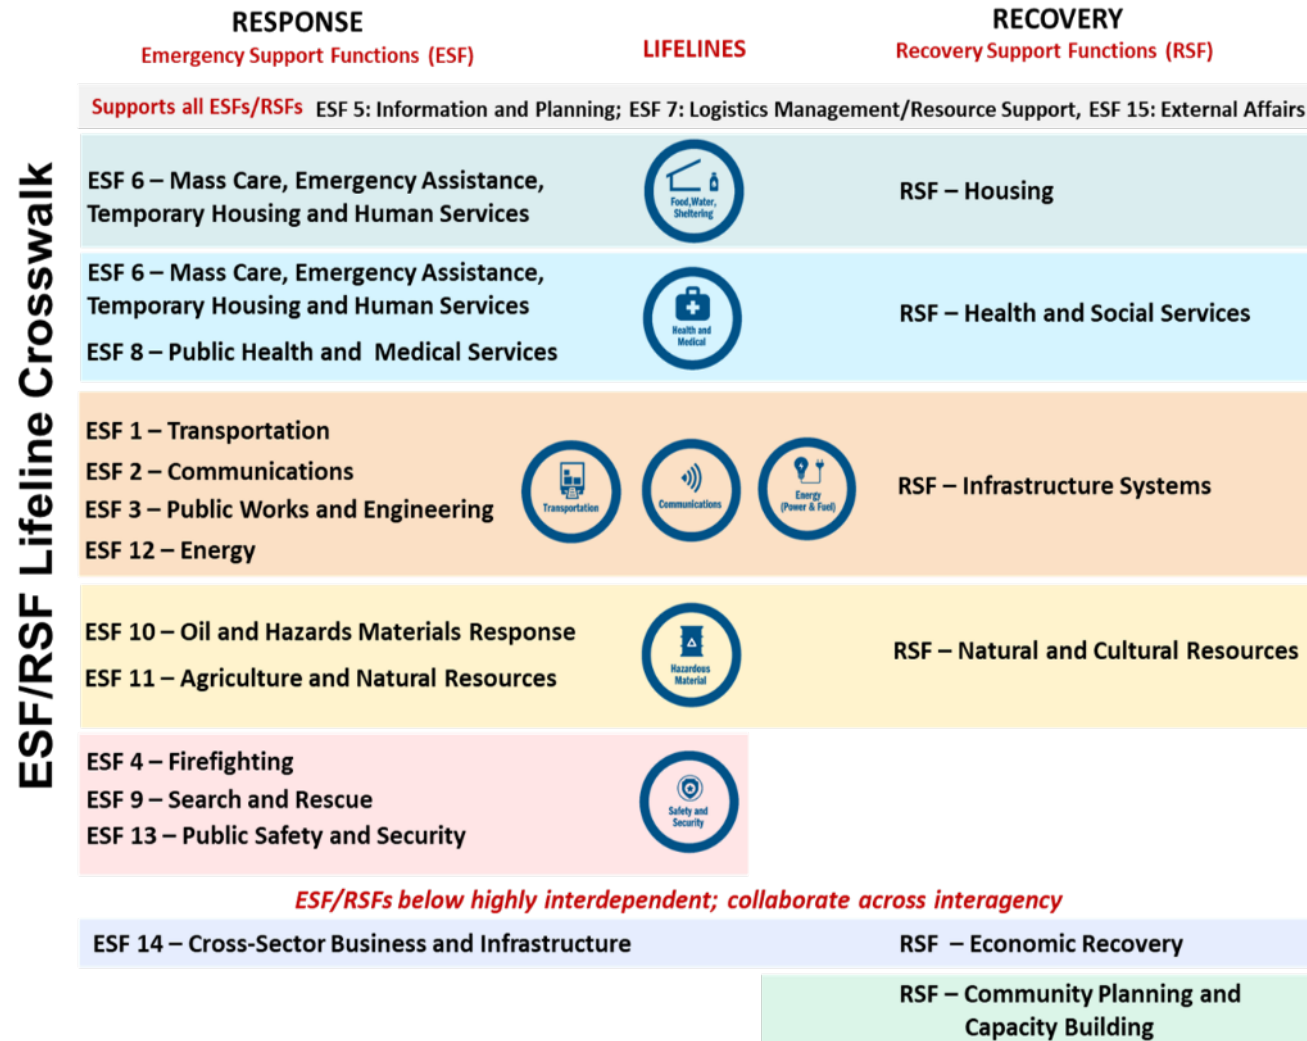 RESPONSE
Emergency Support Functions (ESF)
LIFELINES
RECOVERY
Recovery Support Functions (RSF)
ESF/RSF Lifeline Crosswalk
Supports all ESFs/RSFs ESF 5: Information and Planning; ESF 7: Logistics Management/Resource Support, ESF 15: External Affairs
ESF 6 – Mass Care, Emergency Assistance,
Temporary Housing and Human Services
Food, Water,
Sheltering
RSF – Housing
ESF 6 – Mass Care, Emergency Assistance,
Temporary Housing and Human Services
ESF 8 – Public Health and Medical Services
Health and
Medical
RSF – Health and Social Services
ESF 1 – Transportation
ESF 2 – Communications
ESF 3 – Public Works and Engineering
ESF 12 – Energy
Transportation
Communications
Energy
(Power & Fuel)
RSF – Infrastructure Systems
ESF 10 – Oil and Hazards Materials Response
ESF 11 – Agriculture and Natural Resources
Hazardous
Material
RSF – Natural and Cultural Resources
ESF 4 – Firefighting
ESF 9 – Search and Rescue
ESF 13 – Public Safety and Security
Safety and
Security
ESF/RSFs below highly interdependent; collaborate across interagency
ESF 14 – Cross-Sector Business and Infrastructure
RSF – Economic Recovery
RSF – Community Planning and
Capacity Building